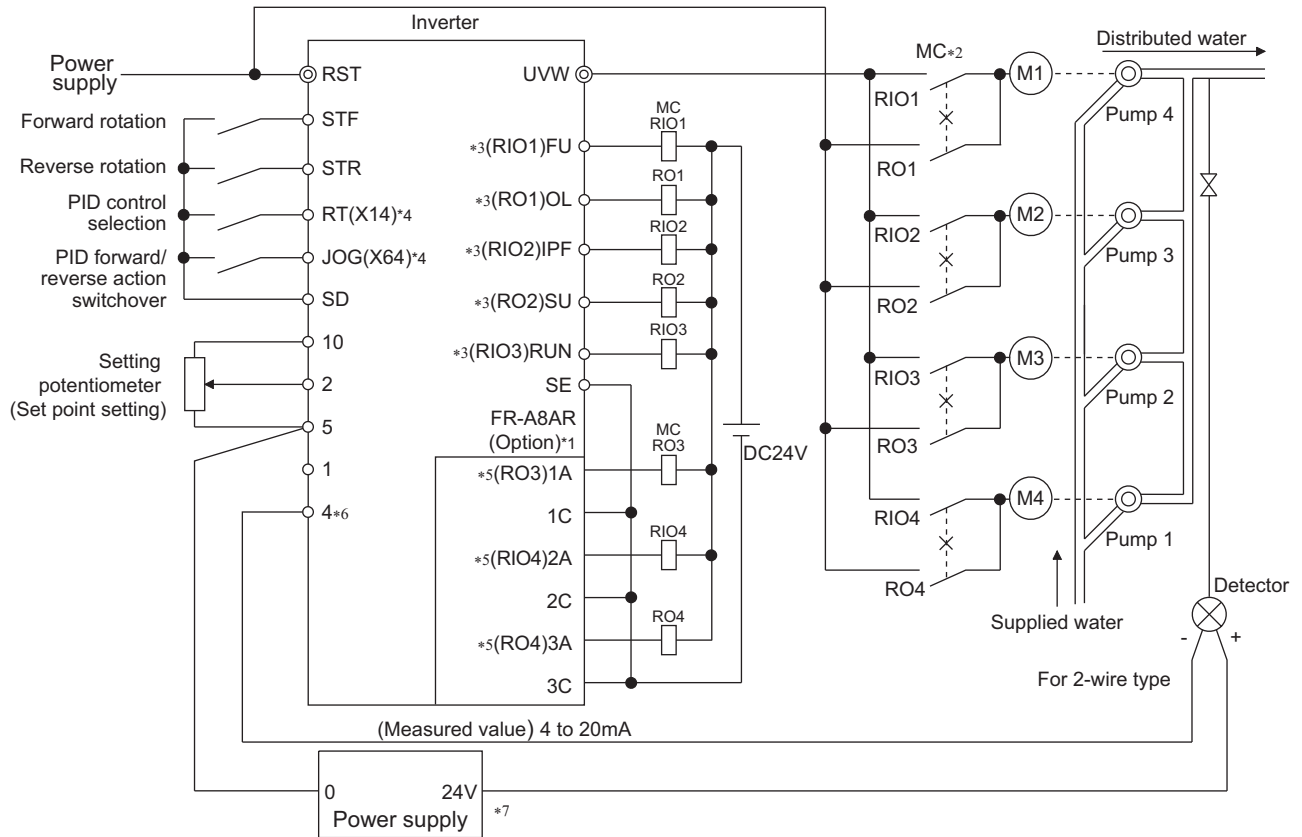 Inverter
Power
supply
RST
Forward rotation
STF
Reverse rotation
STR
PID control
selection
RT(X14)*4
PID forward/
reverse action
switchover
JOG(X64)*4
SD
10
Setting
potentiometer
(Set point setting)
2
5
1
4*6
UVW
*3(RIO1)FU
*3(RO1)OL
*3(RIO2)IPF
*3(RO2)SU
*3(RIO3)RUN
SE
FR-A8AR
(Option)*1
*5(RO3)1A
1C
*5(RIO4)2A
2C
*5(RO4)3A
3C
MC
RIO1
RO1
RIO2
RO2
RIO3
MC
RO3
RIO4
RO4
DC24V
MC*2
RIO1
RO1
RIO2
RO2
RIO3
RO3
RIO4
RO4
M1
M2
M3
M4
Distributed water
Pump 4
Pump 3
Pump 2
Pump 1
Supplied water
Detector
- +
For 2-wire type
(Measured value) 4 to 20mA
0 24V
Power supply
*7